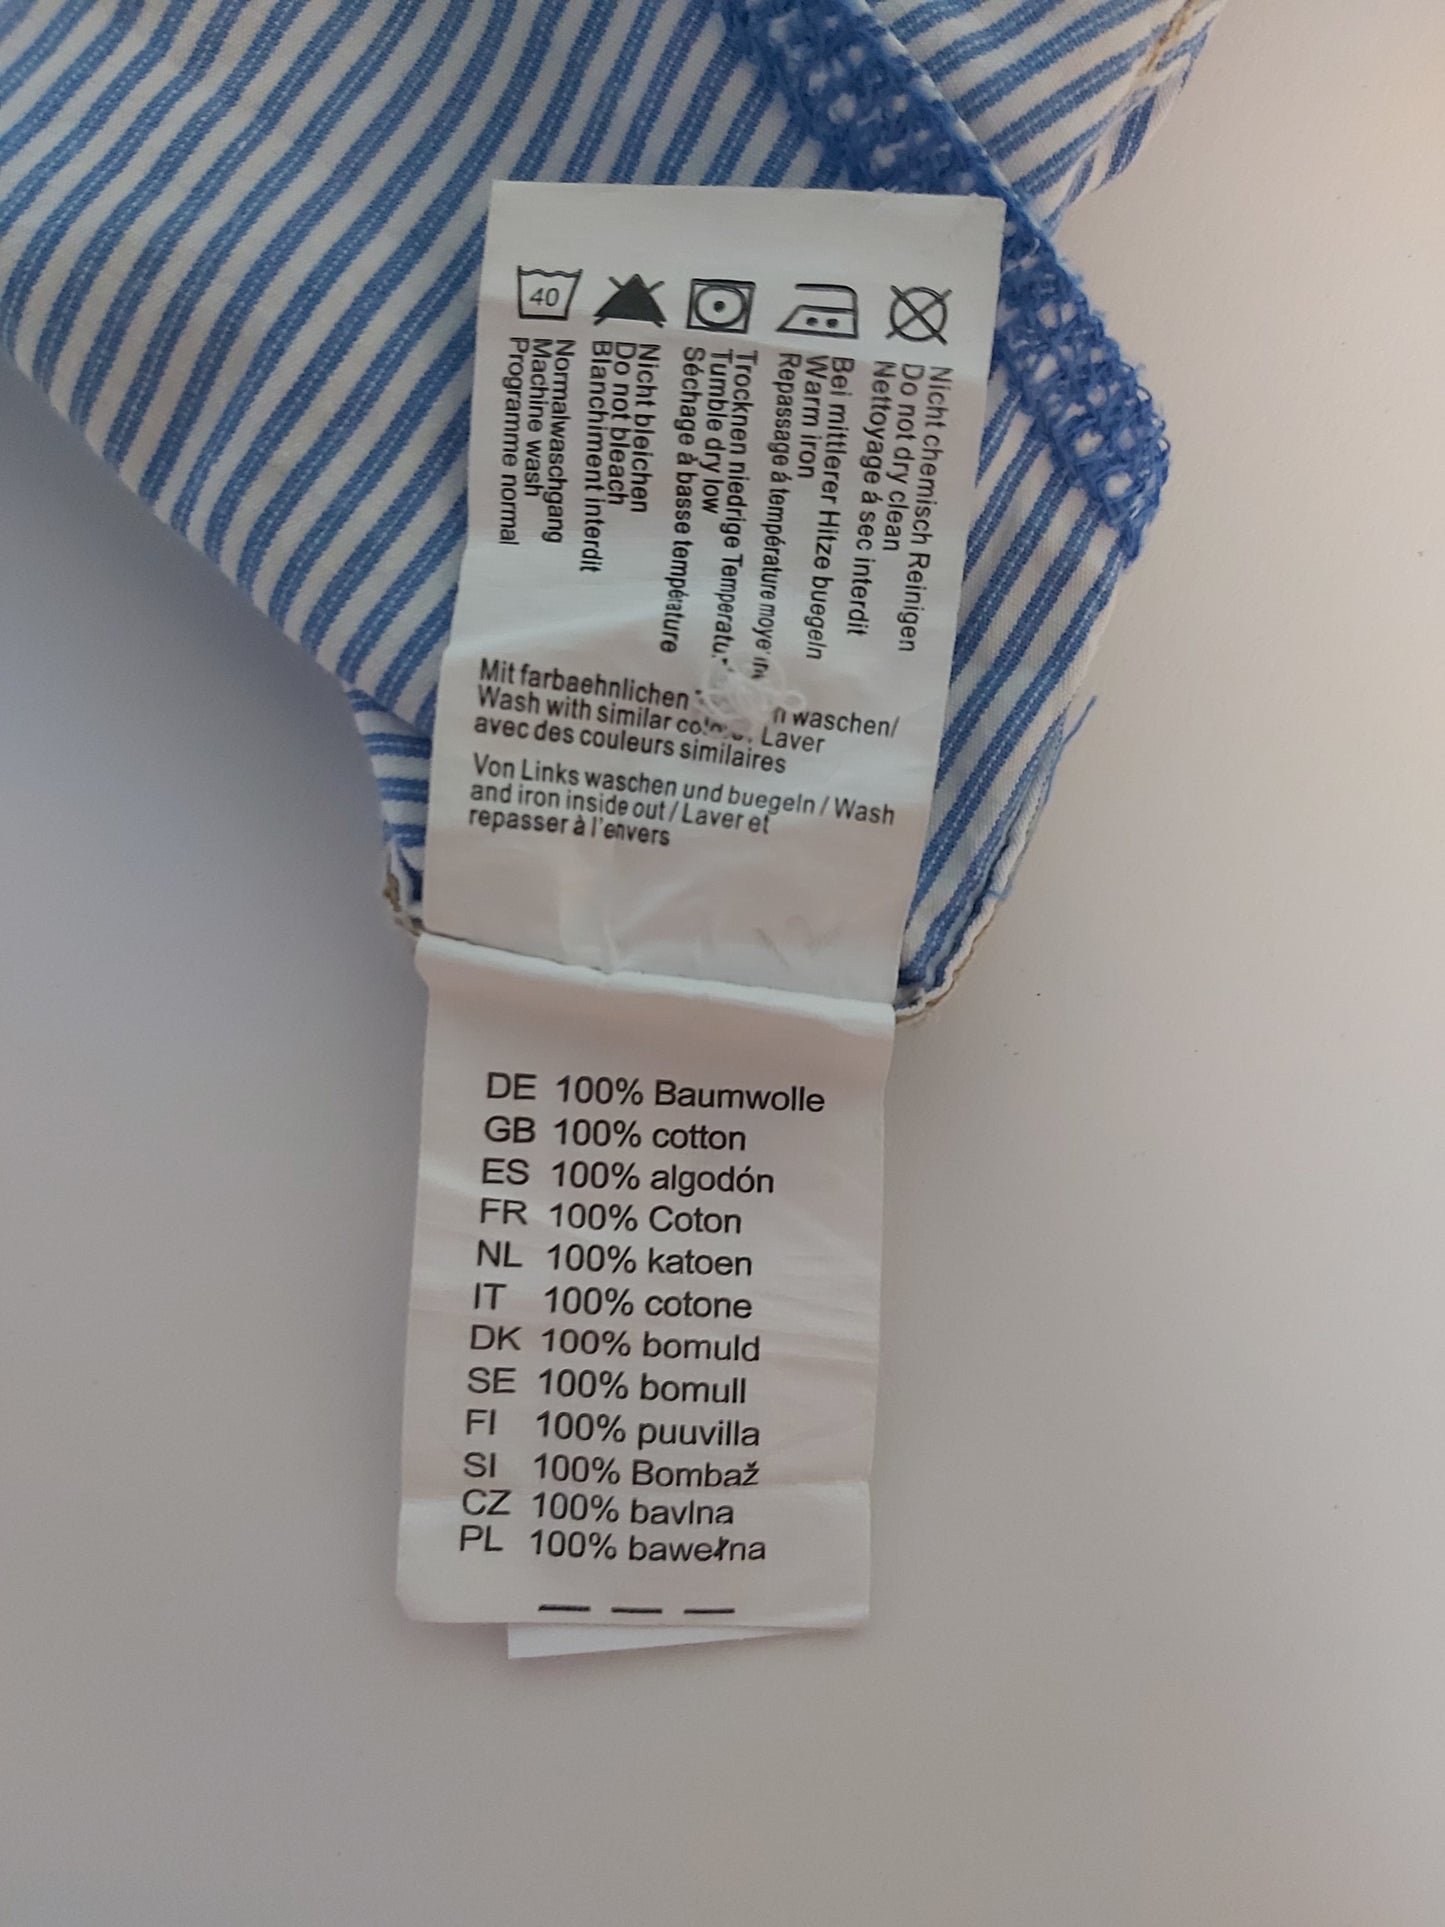 40
Normalwaschgang
Machine wash
Programme normal
Nicht bleichen
Do not bleach
Blanchiment interdit
Trocknen niedrige
Tumble dry low
Séchage à basse température
Bei mittlerer Hitze buegeln
Warm iron
Repassage á température
Nicht chemisch Reinigen
Do not dry clean
Nettoyage á sec interdit
Mit farbaehnlichen waschen/
Wash with similar Laver
avec des couleurs similaires
Von Links waschen und buegeln / Wash
and iron inside out / Laver et
repasser à l'envers
DE 100% Baumwolle
GB 100% cotton
ES 100% algodón
FR 100% Coton
NL 100% katoen
IT 100% cotone
DK 100% bomuld
SE 100% bomull
FI 100% puuvilla
SI 100% Bombaž
CZ 100% bavlna
PL 100% bawełna